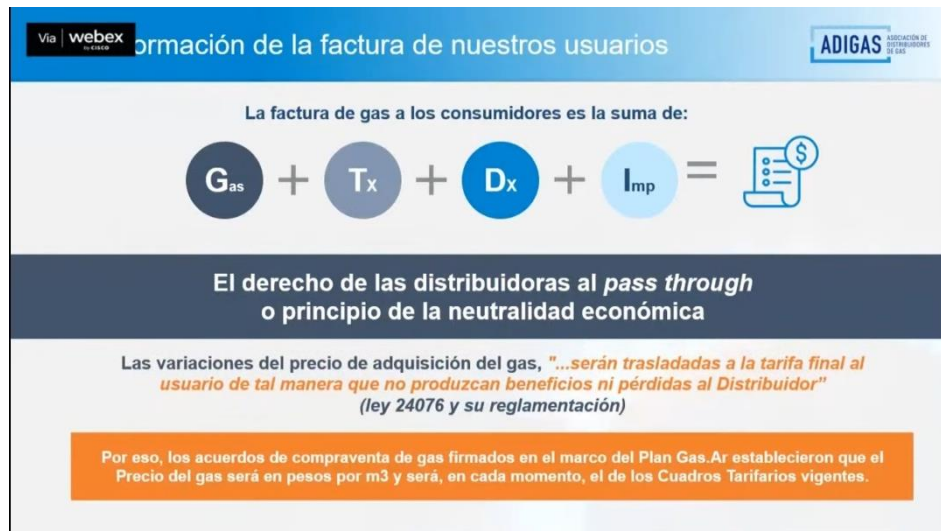 Via webex
by CISCO
ormación de la factura de nuestros usuarios
ADIGAS ASOCIACIÓN DE
DISTRIBUIDORES
DE GAS
La factura de gas a los consumidores es la suma de:
Gas + Tx + Dx + Imp = $
El derecho de las distribuidoras al pass through
o principio de la neutralidad económica
Las variaciones del precio de adquisición del gas, "...serán trasladadas a la tarifa final al
usuario de tal manera que no produzcan beneficios ni pérdidas al Distribuidor"
(ley 24076 y su reglamentación)
Por eso, los acuerdos de compraventa de gas firmados en el marco del Plan Gas.Ar establecieron que el
Precio del gas será en pesos por m3 y será, en cada momento, el de los Cuadros Tarifarios vigentes.